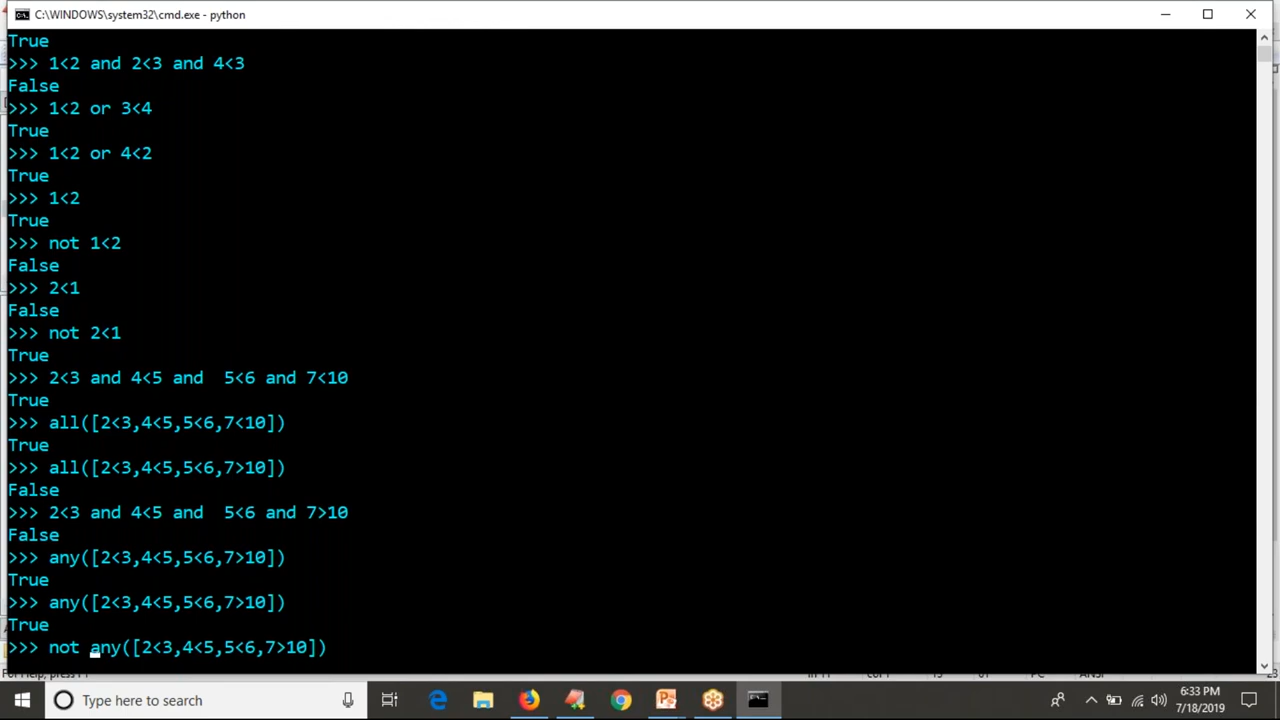 C:\WINDOWS\system32\cmd.exe - python
True
>>> 1<2 and 2<3 and 4<3
False
>>> 1<2 or 3<4
True
>>> 1<2 or 4<2
True
>>> 1<2
True
>>> not 1<2
False
>>> 2<1
False
>>> not 2<1
True
>>> 2<3 and 4<5 and  5<6 and 7<10
True
>>> all([2<3,4<5,5<6,7<10])
True
>>> all([2<3,4<5,5<6,7>10])
False
>>> 2<3 and 4<5 and  5<6 and 7>10
False
>>> any([2<3,4<5,5<6,7>10])
True
>>> any([2<3,4<5,5<6,7>10])
True
>>> not any([2<3,4<5,5<6,7>10])
Type here to search
6:33 PM
7/18/2019